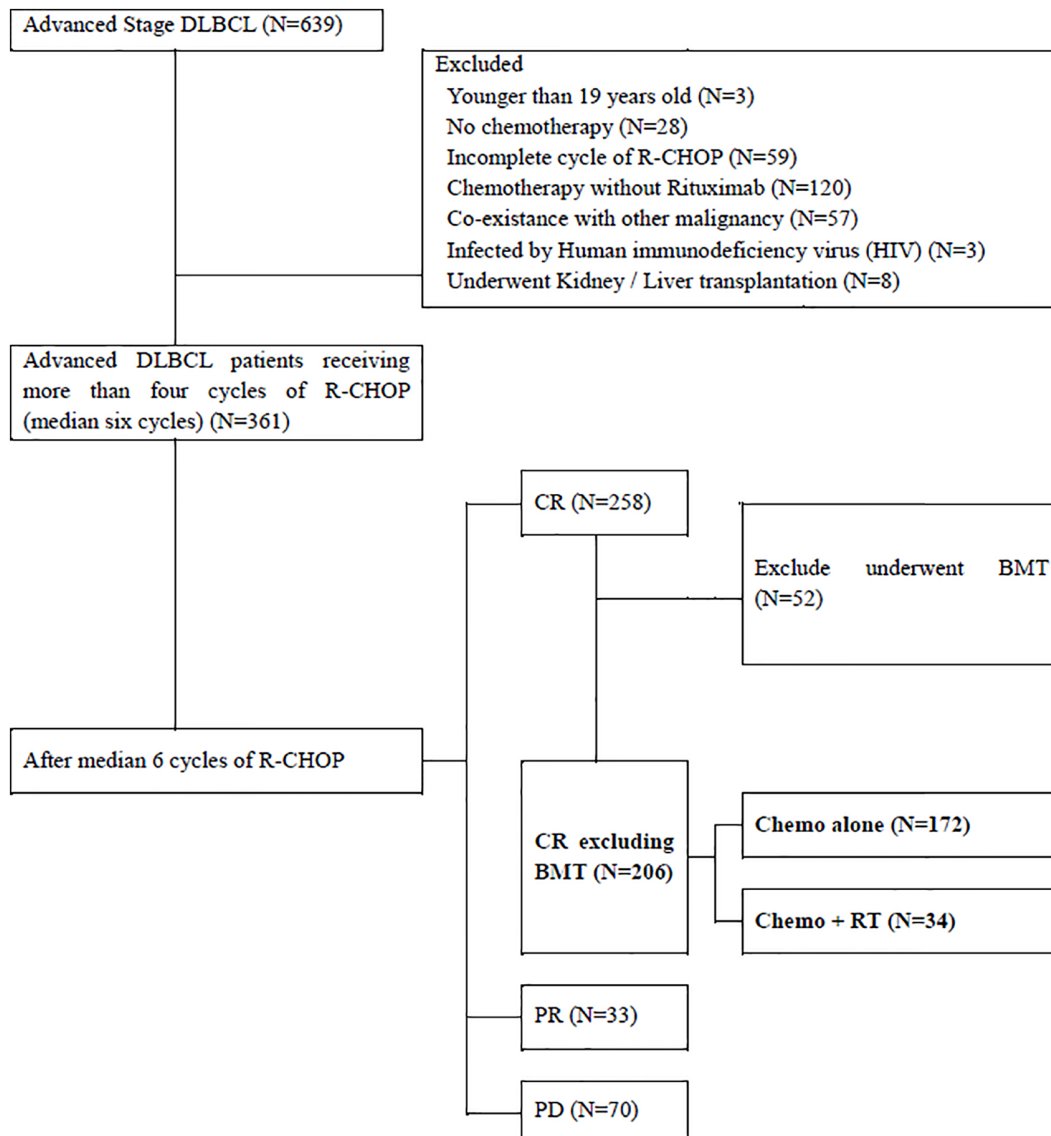 Advanced Stage DLBCL (N=639)
Excluded
Younger than 19 years old (N=3)
No chemotherapy (N=28)
Incomplete cycle of R-CHOP (N=59)
Chemotherapy without Rituximab (N=120)
Co-existance with other malignancy (N=57)
Infected by Human immunodeficiency virus (HIV) (N=3)
Underwent Kidney / Liver transplantation (N=8)
Advanced DLBCL patients receiving
more than four cycles of R-CHOP
(median six cycles) (N=361)
CR (N=258)
Exclude underwent BMT
(N=52)
After median 6 cycles of R-CHOP
CR excluding
BMT (N=206)
Chemo alone (N=172)
Chemo + RT (N=34)
PR (N=33)
PD (N=70)